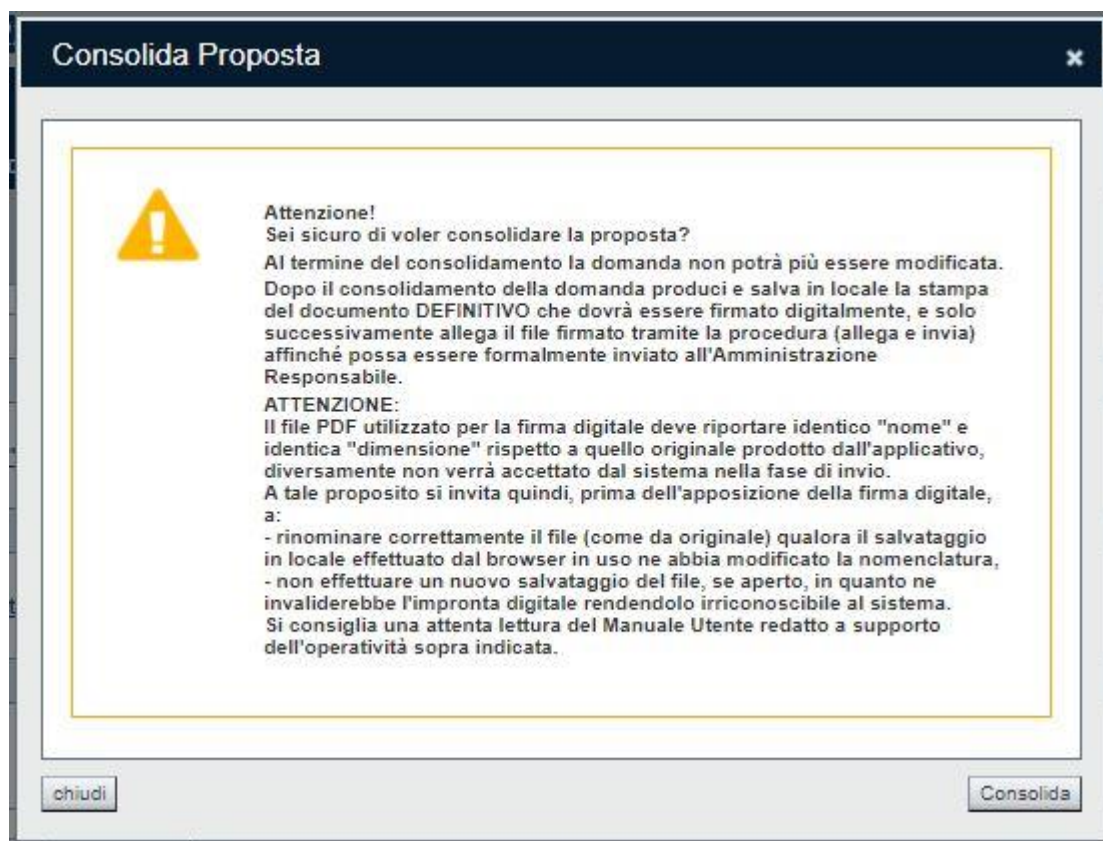 Consolida Proposta
Attenzione!
Sei sicuro di voler consolidare la proposta?
Al termine del consolidamento la domanda non potrà più essere modificata.
Dopo il consolidamento della domanda produci e salva in locale la stampa
del documento DEFINITIVO che dovrà essere firmato digitalmente, e solo
successivamente allega il file firmato tramite la procedura (allega e invia)
affinché possa essere formalmente inviato all'Amministrazione
Responsabile.
ATTENZIONE:
Il file PDF utilizzato per la firma digitale deve riportare identico "nome" e
identica "dimensione" rispetto a quello originale prodotto dall'applicativo,
diversamente non verrà accettato dal sistema nella fase di invio.
A tale proposito si invita quindi, prima dell'apposizione della firma digitale,
a:
- rinominare correttamente il file (come da originale) qualora il salvataggio
in locale effettuato dal browser in uso ne abbia modificato la nomenclatura,
- non effettuare un nuovo salvataggio del file, se aperto, in quanto ne
invaliderebbe l'impronta digitale rendendolo irriconoscibile al sistema.
Si consiglia una attenta lettura del Manuale Utente redatto a supporto
dell'operatività sopra indicata.
chiudi
Consolida